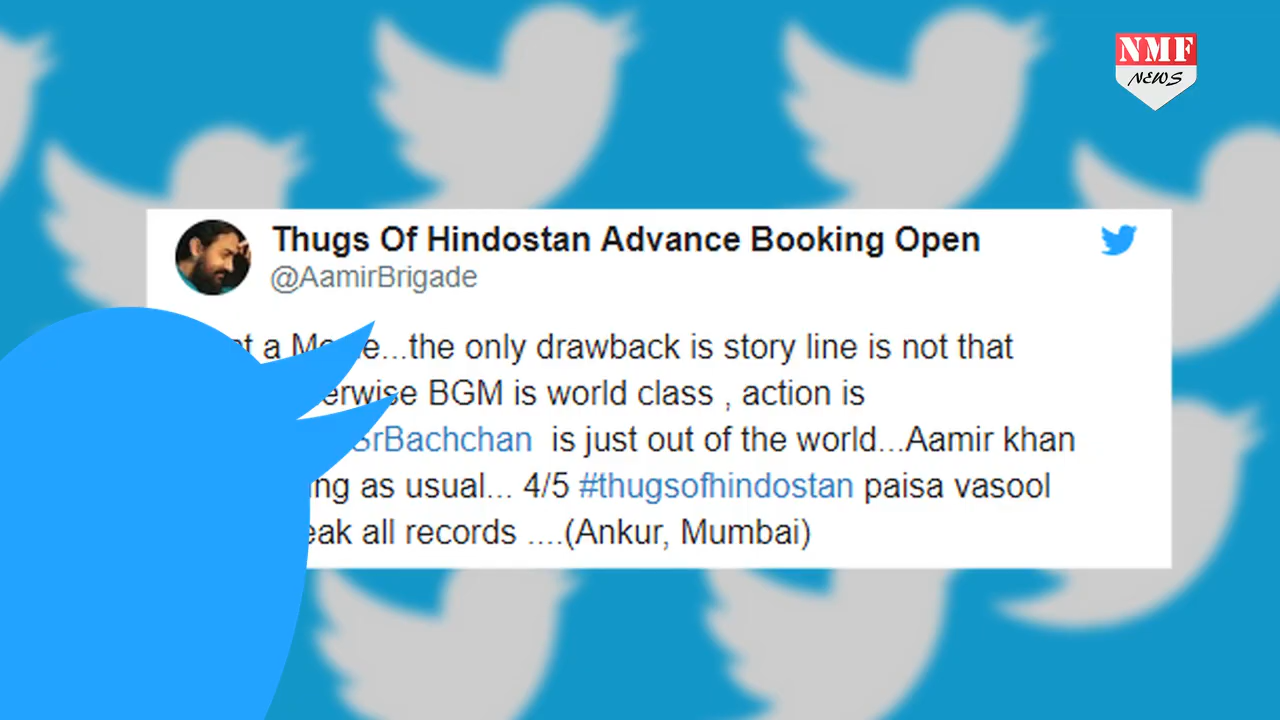 NMF
NEWS
Thugs Of Hindostan Advance Booking Open
@AamirBrigade
a ...the only drawback is story line is not that
BGM is world class , action is
is just out of the world...Aamir khan
as usual... 4/5 #thugsofhindostan paisa vasool
all records ....(Ankur, Mumbai)